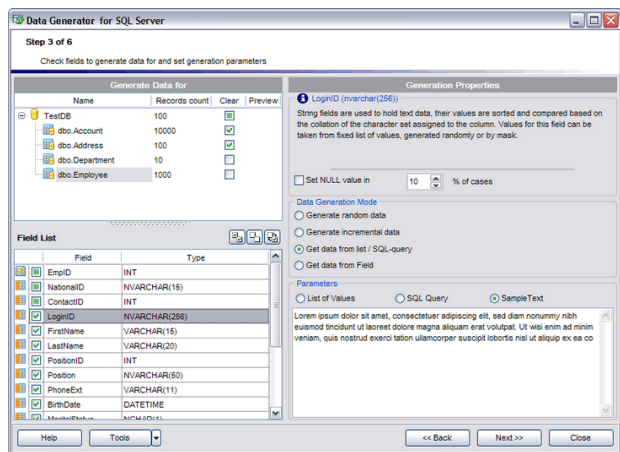 Data Generator for SQL Server
Step 3 of 6
Check fields to generate data for and set generation parameters
Generate Data for
Name Records count Clear Preview
TestDB 100
dbo.Account 10000
dbo.Address 100
dbo.Department 10
dbo.Employee 1000
Field List
Field Type
EmpID INT
NationalID NVARCHAR(15)
ContactID INT
LoginID NVARCHAR(256)
FirstName VARCHAR(15)
LastName VARCHAR(20)
PositionID INT
Position NVARCHAR(50)
PhoneExt VARCHAR(11)
BirthDate DATETIME
MaritalStatus NCHAR(1)
Generation Properties
LoginID (nvarchar(256))
String fields are used to hold text data, their values are sorted and compared based on
the collation of the character set assigned to the column. Values for this field can be
taken from fixed list of values, generated randomly or by mask.
Set NULL value in 10 % of cases
Data Generation Mode
Generate random data
Generate incremental data
Get data from list / SQL-query
Get data from Field
Parameters
List of Values SQL Query SampleText
Lorem ipsum dolor sit amet, consectetuer adipiscing elit, sed diam nonummy nibh
euismod tincidunt ut laoreet dolore magna aliquam erat volutpat. Ut wisi enim ad minim
veniam, quis nostrud exerci tation ullamcorper suscipit lobortis nisl ut aliquip ex ea co
Help Tools << Back Next >> Close